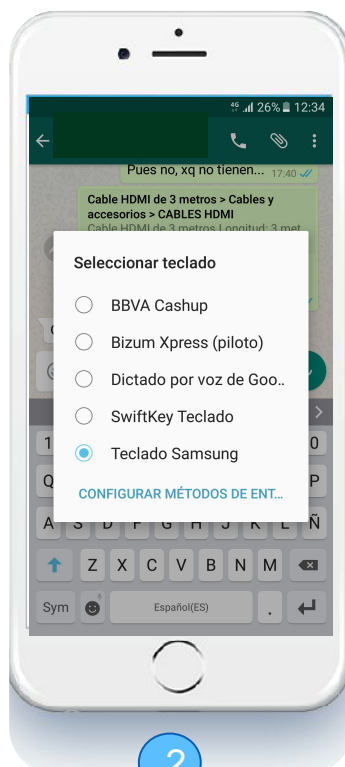 4G 26% 12:34
Pues no, xq no tienen... 17:40
Cable HDMI de 3 metros > Cables y
accesorios > CABLES HDMI
Cable HDMI de 3 metros Longitud: 3 met
Seleccionar teclado
BBVA Cashup
Bizum Xpress (piloto)
Dictado por voz de Goo..
SwiftKey Teclado
Teclado Samsung
CONFIGURAR MÉTODOS DE ENT...
1 0
Q P
A S D F G H J K L Ñ
Z X C V B N M
Sym Español(ES) .
2